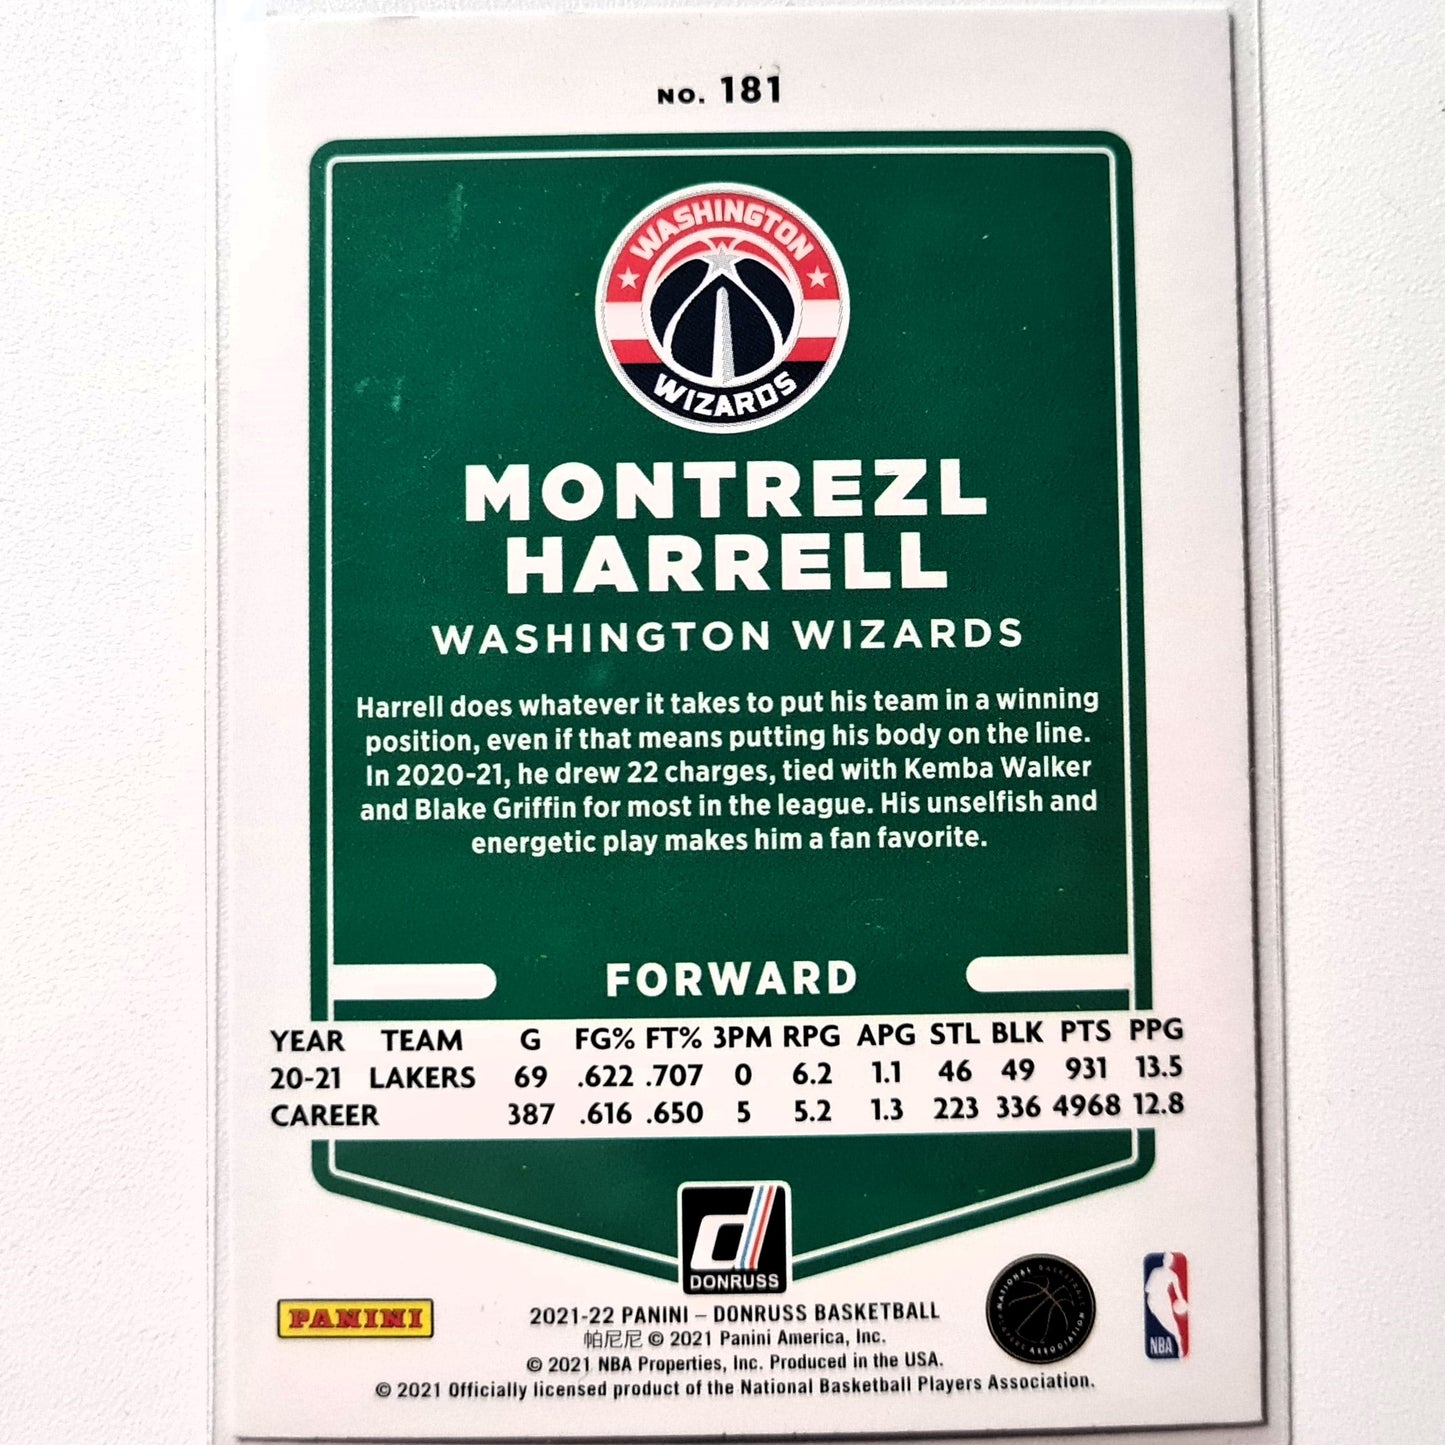 NO. 181
WASHINGTON
WIZARDS
MONTREZL
HARRELL
WASHINGTON WIZARDS
Harrell does whatever it takes to put his team in a winning
position, even if that means putting his body on the line.
In 2020-21, he drew 22 charges, tied with Kemba Walker
and Blake Griffin for most in the league. His unselfish and
energetic play makes him a fan favorite.
FORWARD
YEAR TEAM G FG% FT% 3PM RPG APG STL BLK PTS PPG
20-21 LAKERS 69 .622 .707 0 6.2 1.1 46 49 931 13.5
CAREER 387 .616 .650 5 5.2 1.3 223 336 4968 12.8
d
DONRUSS
PANINI
2021-22 PANINI – DONRUSS BASKETBALL
帕尼尼 © 2021 Panini America, Inc.
© 2021 NBA Properties, Inc. Produced in the USA.
© 2021 Officially licensed product of the National Basketball Players Association.
NATIONAL BASKETBALL
PLAYERS ASSOCIATION
NBA